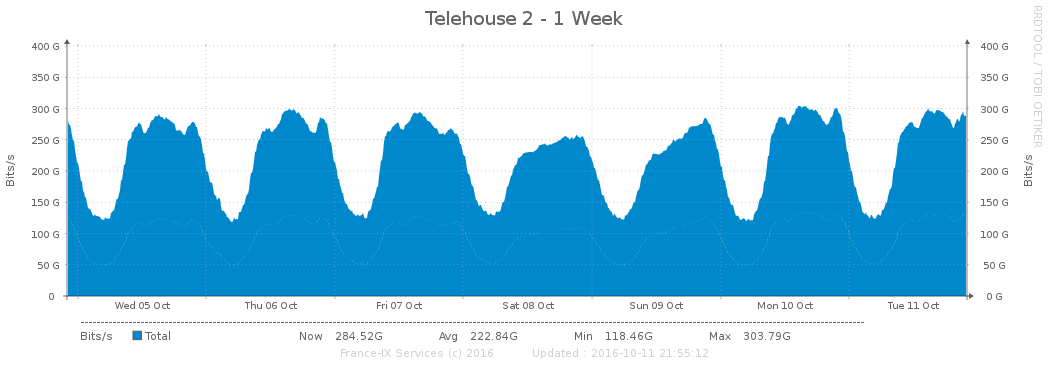 Telehouse 2 - 1 Week
RRDTOOL / TOBI OETIKER
400 G 400 G
350 G 350 G
300 G 300 G
250 G 250 G
200 G 200 G
150 G 150 G
100 G 100 G
50 G 50 G
0 0 G
Bits/s Bits/s
Wed 05 Oct Thu 06 Oct Fri 07 Oct Sat 08 Oct Sun 09 Oct Mon 10 Oct Tue 11 Oct
Bits/s Total Now 284.52G Avg 222.84G Min 118.46G Max 303.79G
France-IX Services (c) 2016 Updated : 2016-10-11 21:55:12